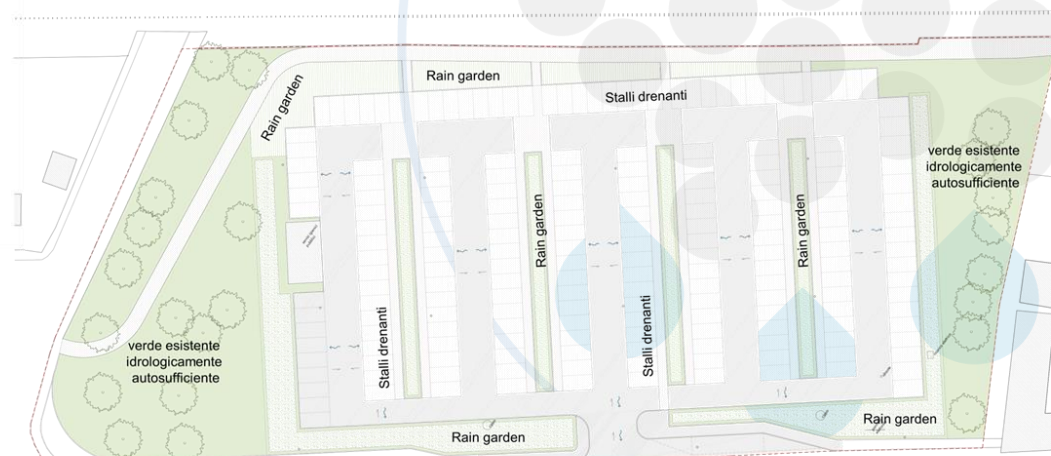 Rain garden
Rain garden
Stalli drenanti
verde esistente
idrologicamente
autosufficiente
Rain garden
Rain garden
Stalli drenanti
Stalli drenanti
verde esistente
idrologicamente
autosufficiente
Rain garden
Rain garden